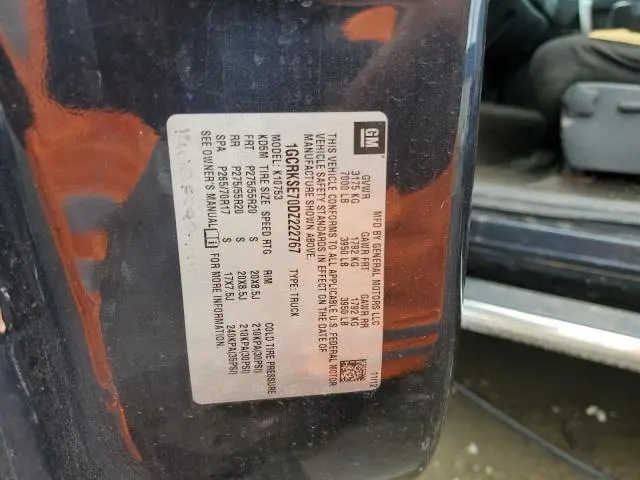 GM
MFD BY GENERAL MOTORS LLC 11/12
GVWR GAWR FRT GAWR RR
3175 KG 1792 KG 1792 KG
7000 LB 3950 LB 3950 LB
THIS VEHICLE CONFORMS TO ALL APPLICABLE U.S. FEDERAL MOTOR
VEHICLE SAFETY STANDARDS IN EFFECT ON THE DATE OF
MANUFACTURE SHOWN ABOVE.
1GCRKSE70DZ222767 TYPE: TRUCK
MODEL: K10753
KD5M TIRE SIZE SPEED RTG RIM COLD TIRE PRESSURE
FRT P275/55R20 S 20X8.5J 210KPA(30PSI)
RR P275/55R20 S 20X8.5J 210KPA(30PSI)
SPA P265/70R17 S 17X7.5J 240KPA(35PSI)
SEE OWNER'S MANUAL FOR MORE INFORMATION.